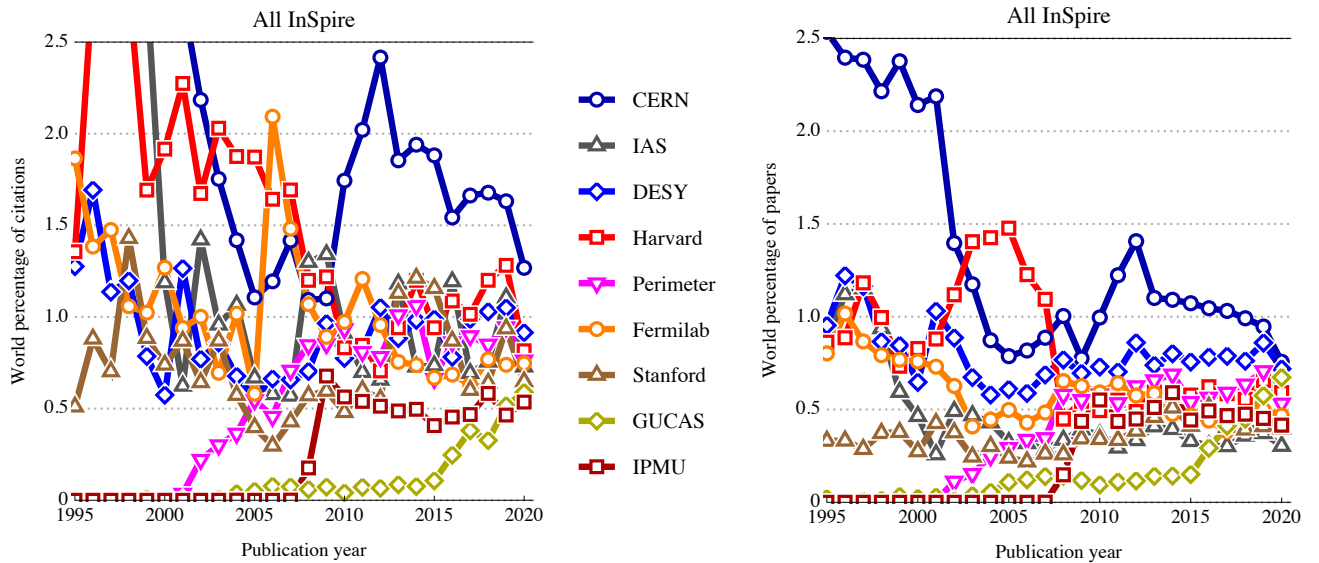 All InSpire
2.5
2.0
1.5
1.0
0.5
0
1995 2000 2005 2010 2015 2020
World percentage of citations
Publication year
CERN
IAS
DESY
Harvard
Perimeter
Fermilab
Stanford
GUCAS
IPMU
All InSpire
2.5
2.0
1.5
1.0
0.5
0
1995 2000 2005 2010 2015 2020
World percentage of papers
Publication year